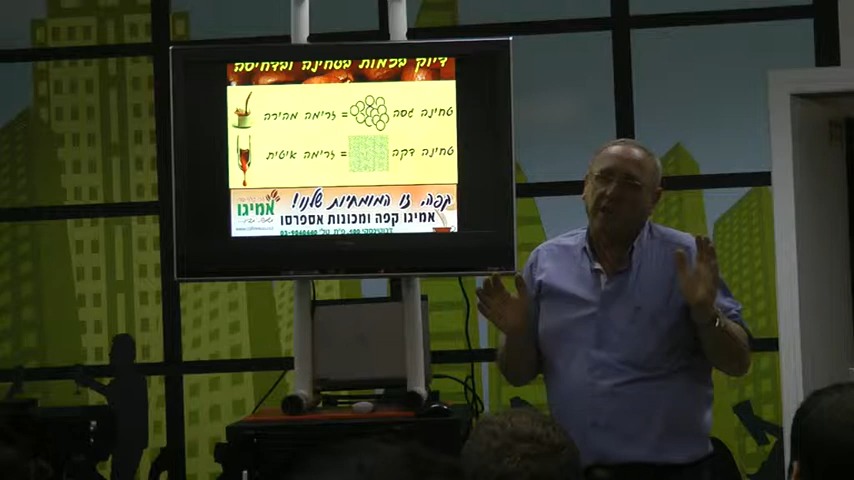 דיוק בכמות בטחינה ובדחיסה
טחינה גסה = זרימה מהירה
טחינה דקה = זרימה איטית
קפה. זו המומחיות שלנו!
אמיגו
אמיגו קפה ומכונות אספרסו